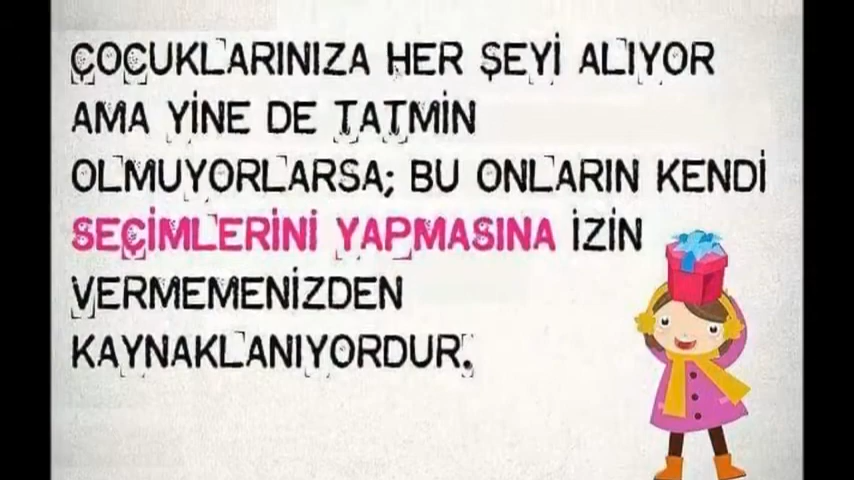 ÇOCUKLARINIZA HER ŞEYİ ALIYOR
AMA YİNE DE TATMİN
OLMUYORLARSA; BU ONLARIN KENDİ
SEÇİMLERİNİ YAPMASINA İZİN
VERMEMENİZDEN
KAYNAKLANIYORDUR.